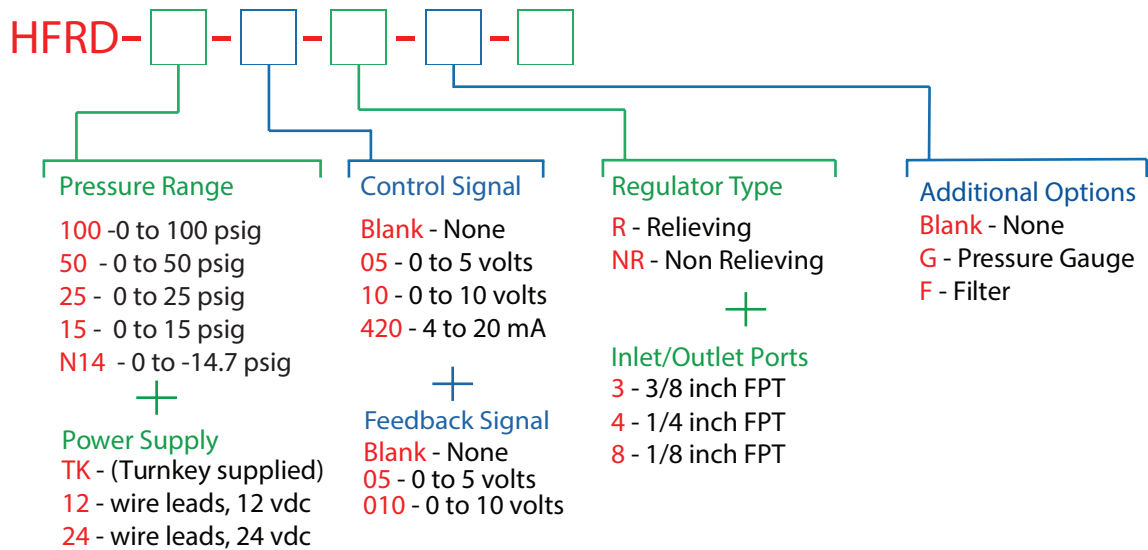 HFRD- - - - -
Pressure Range
100 -0 to 100 psig
50 - 0 to 50 psig
25 - 0 to 25 psig
15 - 0 to 15 psig
N14 - 0 to -14.7 psig
+
Power Supply
TK - (Turnkey supplied)
12 - wire leads, 12 vdc
24 - wire leads, 24 vdc
Control Signal
Blank - None
05 - 0 to 5 volts
10 - 0 to 10 volts
420 - 4 to 20 mA
+
Feedback Signal
Blank - None
05 - 0 to 5 volts
010 - 0 to 10 volts
Regulator Type
R - Relieving
NR - Non Relieving
+
Inlet/Outlet Ports
3 - 3/8 inch FPT
4 - 1/4 inch FPT
8 - 1/8 inch FPT
Additional Options
Blank - None
G - Pressure Gauge
F - Filter